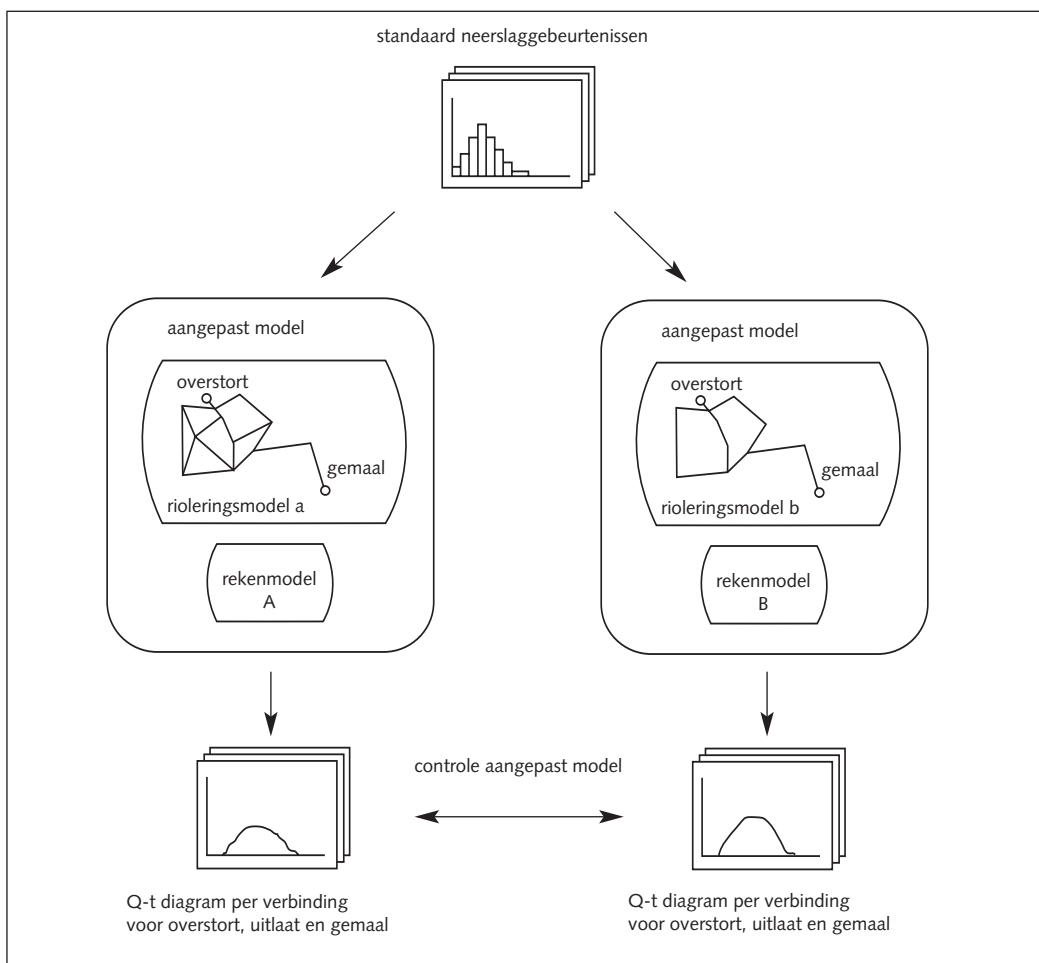 standaard neerslaggebeurtenissen
aangepast model
overstort
gemaal
rioleringsmodel a
rekenmodel
A
aangepast model
overstort
gemaal
rioleringsmodel b
rekenmodel
B
controle aangepast model
Q-t diagram per verbinding
voor overstort, uitlaat en gemaal
Q-t diagram per verbinding
voor overstort, uitlaat en gemaal